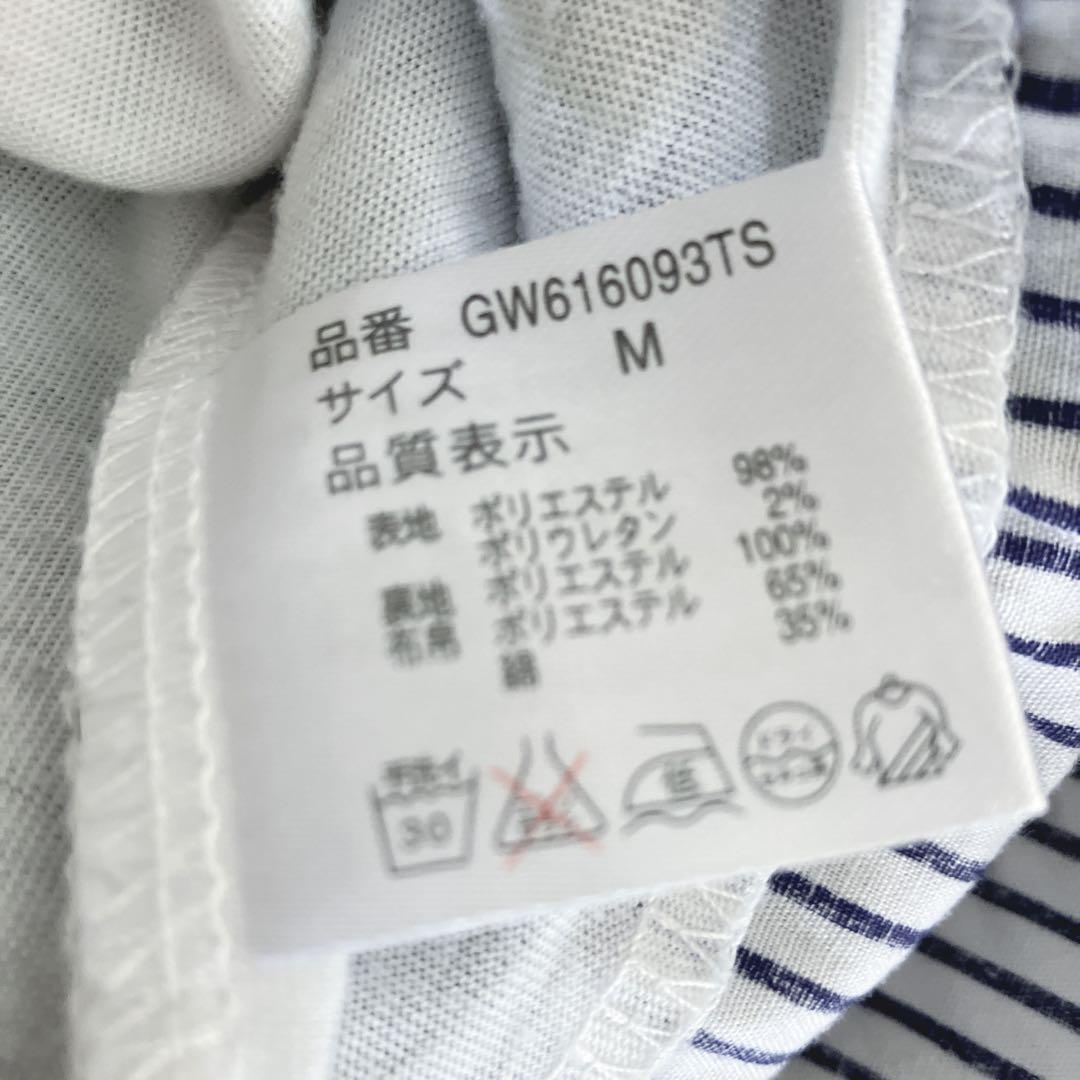 品番 GW616093TS
サイズ M
品質表示
表地 ポリエステル 98%
ポリウレタン 2%
裏地 ポリエステル 100%
布帛 ポリエステル 65%
綿 35%
30
低
ドライ